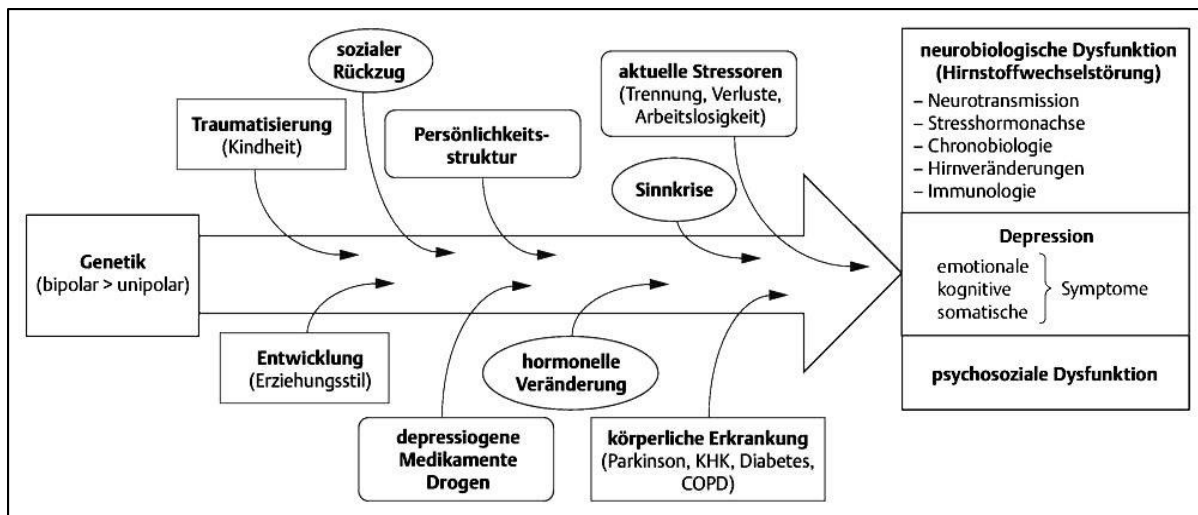 sozialer
Rückzug
aktuelle Stressoren
(Trennung, Verluste,
Arbeitslosigkeit)
Traumatisierung
(Kindheit)
Persönlichkeits-
struktur
Sinnkrise
Genetik
(bipolar > unipolar)
Entwicklung
(Erziehungsstil)
hormonelle
Veränderung
depressiogene
Medikamente
Drogen
körperliche Erkrankung
(Parkinson, KHK, Diabetes,
COPD)
neurobiologische Dysfunktion
(Hirnstoffwechselstörung)
– Neurotransmission
– Stresshormonachse
– Chronobiologie
– Hirnveränderungen
– Immunologie
Depression
emotionale
kognitive
somatische
Symptome
psychosoziale Dysfunktion